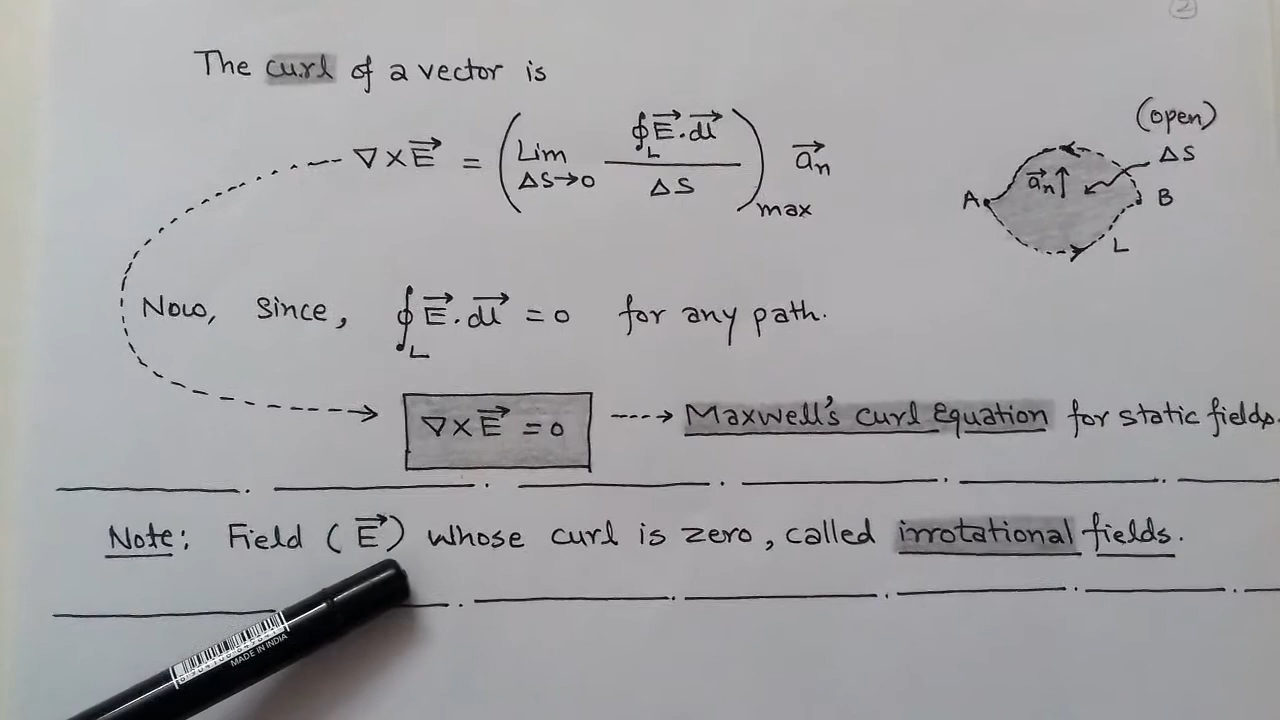 2
The curl of a vector is
∇×E⃗ = (Lim ΔS→0 ∮L E⃗.dl⃗ / ΔS)max a⃗n
(open)
ΔS
a⃗n↑
A B
L
Now, Since, ∮L E⃗.dl⃗ = 0 for any path.
∇×E⃗ = 0 ----> Maxwell's Curl Equation for static fields.
Note: Field (E⃗) whose curl is zero, called irrotational fields.
MADE IN INDIA